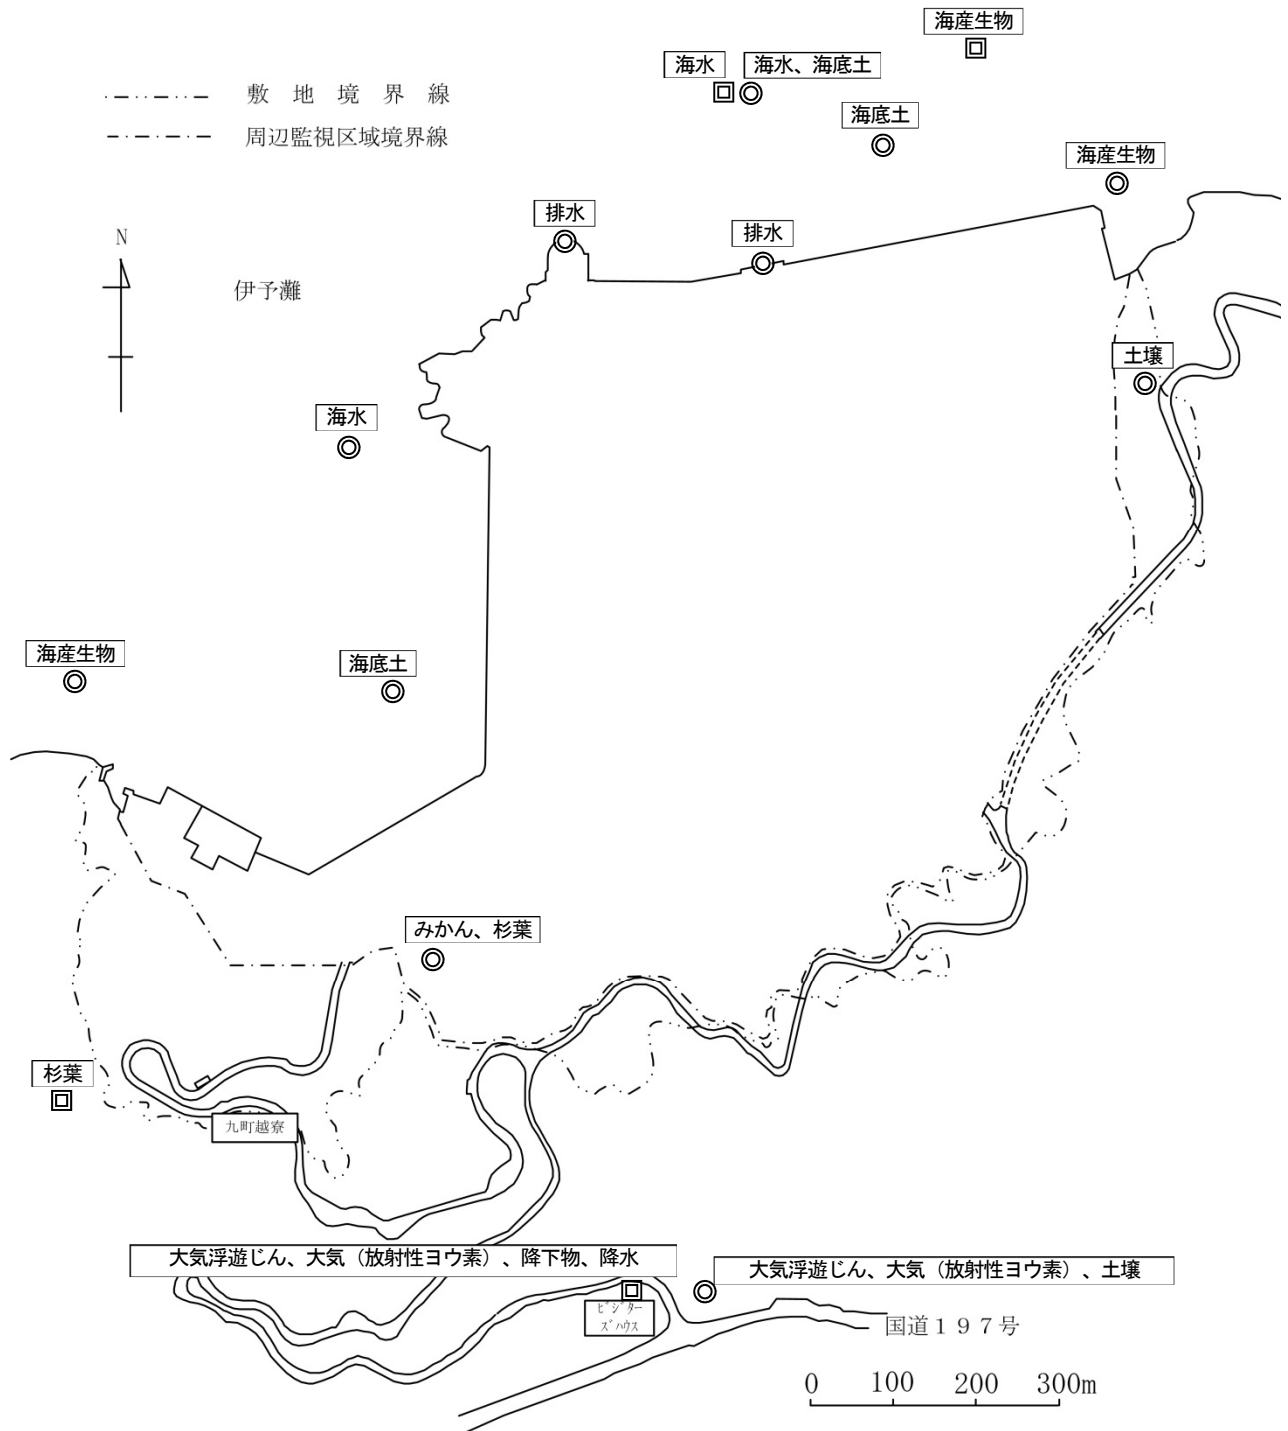 海産生物
海水
海水、海底土
敷地境界線
海底土
周辺監視区域境界線
海産生物
排水
排水
N
伊予灘
土壌
海水
海産生物
海底土
みかん、杉葉
杉葉
九町越寮
大気浮遊じん、大気（放射性ヨウ素）、降下物、降水
大気浮遊じん、大気（放射性ヨウ素）、土壌
ﾋﾞｼﾞﾀｰ
ｽﾞﾊｳｽ
国道１９７号
0 100 200 300m